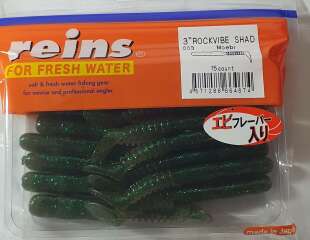 reins
FOR FRESH WATER
salt & fresh water fishing gear
for novice and professional angler
3"ROCKVIBE SHAD
Moebi
15count
エビフレーバー
入り
made in Japan